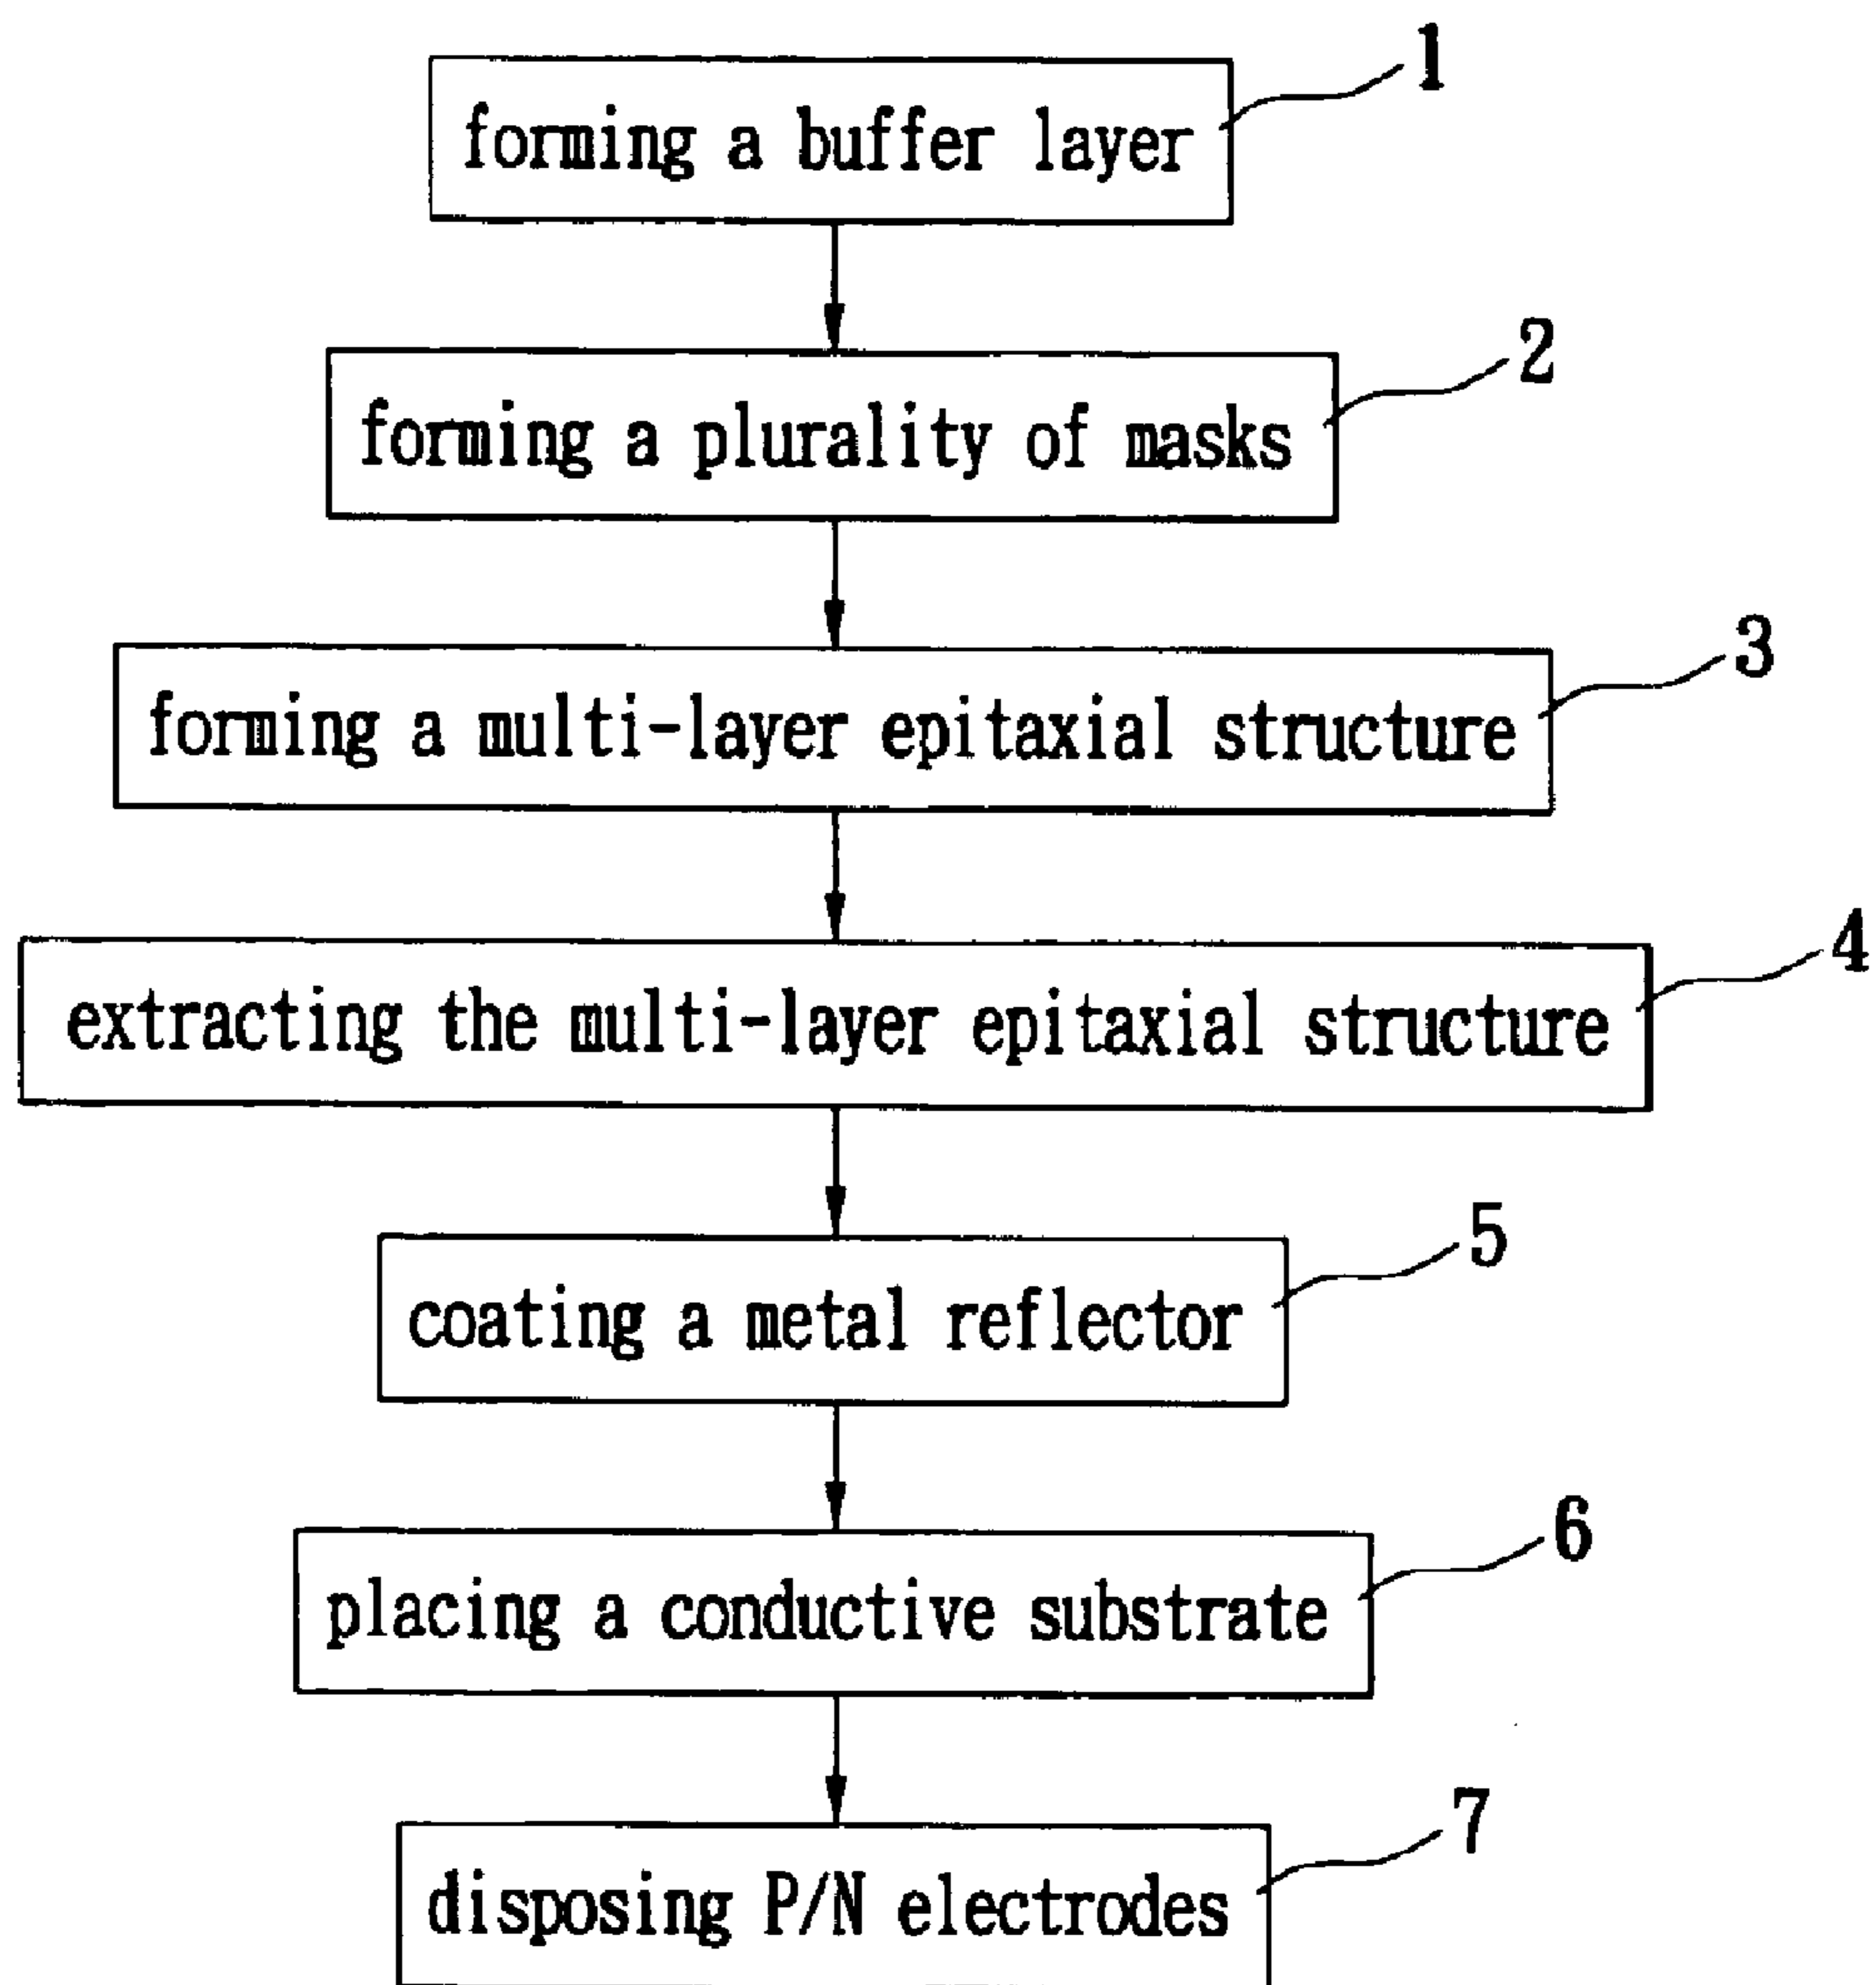 1
forming a buffer layer
2
forming a plurality of masks
3
forming a multi-layer epitaxial structure
4
extracting the multi-layer epitaxial structure
5
coating a metal reflector
6
placing a conductive substrate
7
disposing P/N electrodes